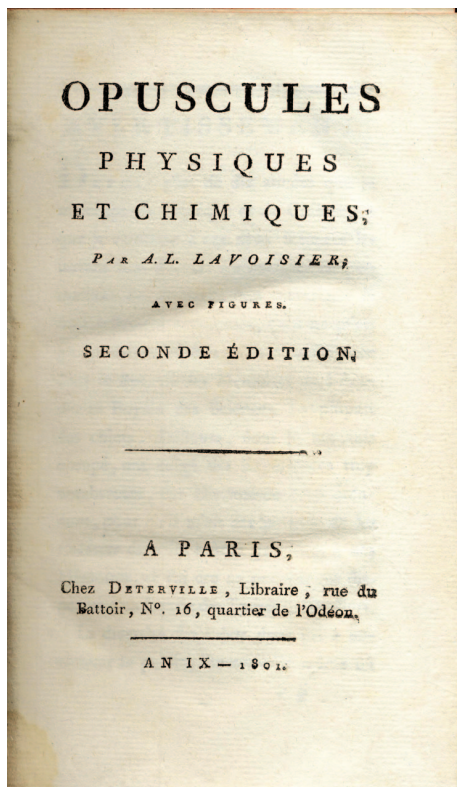 OPUSCULES
PHYSIQUES
ET CHIMIQUES;
PAR A. L. LAVOISIER;
AVEC FIGURES.
SECONDE ÉDITION.
A PARIS,
Chez DETERVILLE, Libraire, rue du
Battoir, N°. 16, quartier de l'Odéon.
AN IX — 1801.